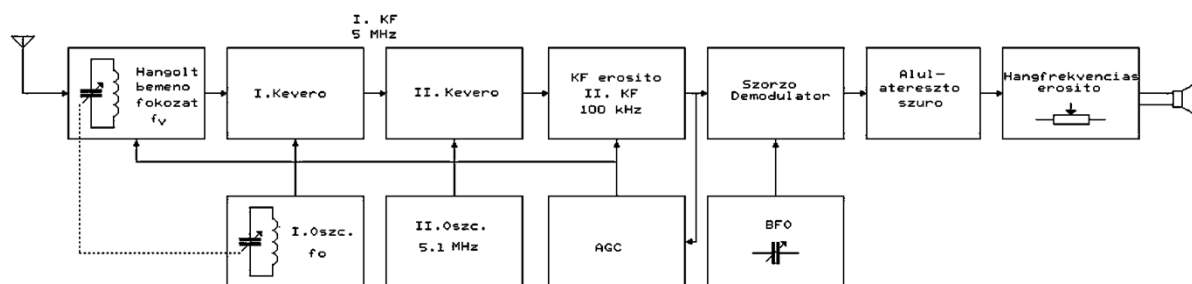 I. KF
5 MHz
Hangolt
bemeno
fokozat
fv
I.Kevero
II.Kevero
KF erosito
II. KF
100 kHz
Szorzo
Demodulator
Alul-
atereszto
szuro
Hangfrekvencias
erosito
I.Oszc.
fo
II.Oszc.
5.1 MHz
AGC
BFO